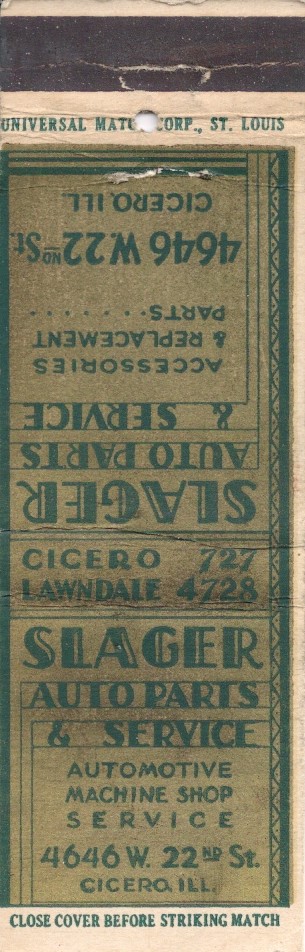 UNIVERSAL MATC CORP., ST. LOUIS
SLAGER
AUTO PARTS
& SERVICE
ACCESSORIES
& REPLACEMENT
PARTS........
4646 W. 22ND St.
CICERO, ILL.
CICERO 727
LAWNDALE 4728
SLAGER
AUTO PARTS
& SERVICE
AUTOMOTIVE
MACHINE SHOP
SERVICE
4646 W. 22ND St.
CICERO, ILL.
CLOSE COVER BEFORE STRIKING MATCH